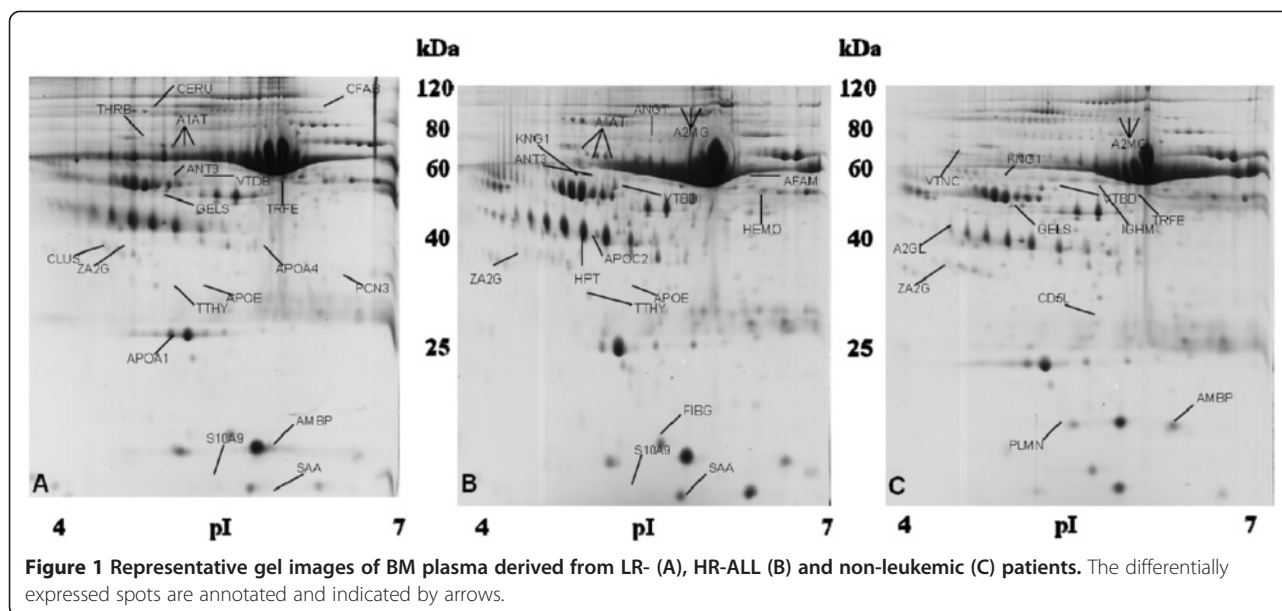 kDa
120
80
60
40
25
kDa
120
80
60
40
25
CERU
CFAB
THRB
A1AT
ANT3
VTDB
GELS
TRFE
CLUS
ZA2G
APOA4
PCN3
APOE
TTHY
APOA1
AMBP
S10A9
SAA
A
4 pI 7
ANGT
A1AT
A2MG
KNG1
ANT3
AFAM
VTBD
HEMO
ZA2G
APOC2
HPT
APOE
TTHY
FIBG
S10A9
SAA
B
4 pI 7
A2MG
VTNC
KNG1
VTBD
TRFE
GELS
IGHM
A2GL
ZA2G
CD5L
AMBP
PLMN
C
4 pI 7
Figure 1 Representative gel images of BM plasma derived from LR- (A), HR-ALL (B) and non-leukemic (C) patients. The differentially
expressed spots are annotated and indicated by arrows.